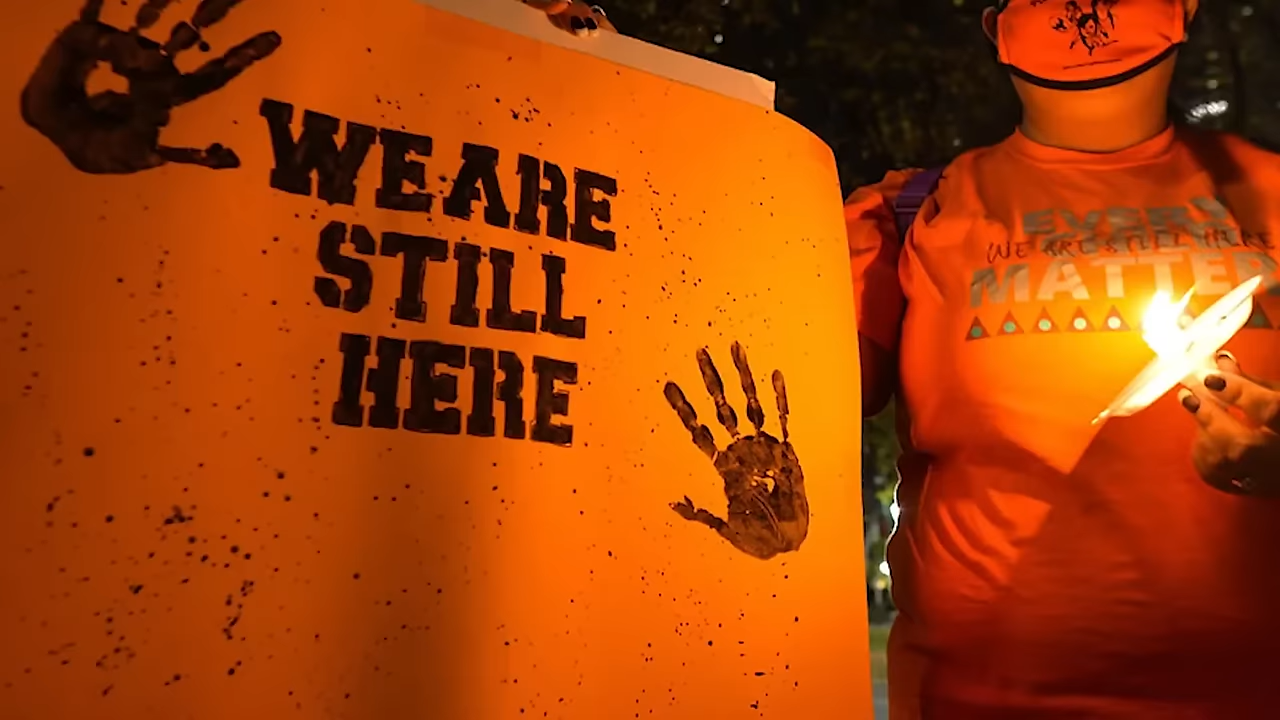 WE ARE
STILL
HERE
EVERY
WE ARE STILL HERE
MATTER